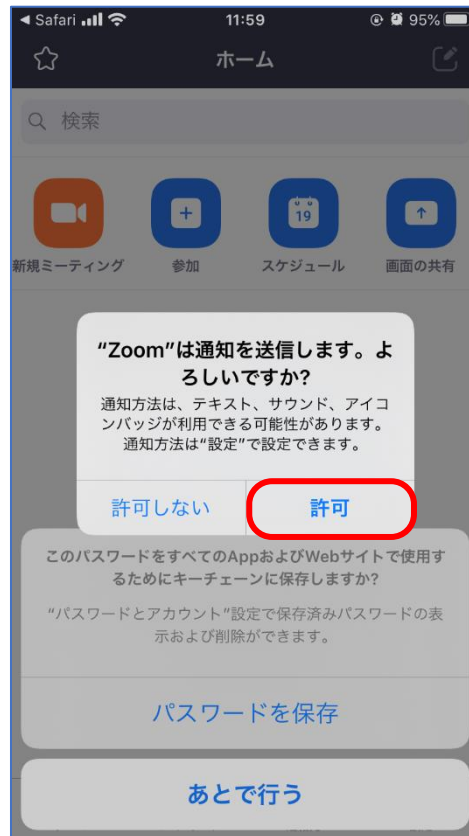 Safari 11:59 95%
ホーム
検索
19
新規ミーティング 参加 スケジュール 画面の共有
“Zoom”は通知を送信します。よ
ろしいですか?
通知方法は、テキスト、サウンド、アイコ
ンバッジが利用できる可能性があります。
通知方法は“設定”で設定できます。
許可しない 許可
このパスワードをすべてのAppおよびWebサイトで使用す
るためにキーチェーンに保存しますか?
“パスワードとアカウント”設定で保存済みパスワードの表
示および削除ができます。
パスワードを保存
あとで行う